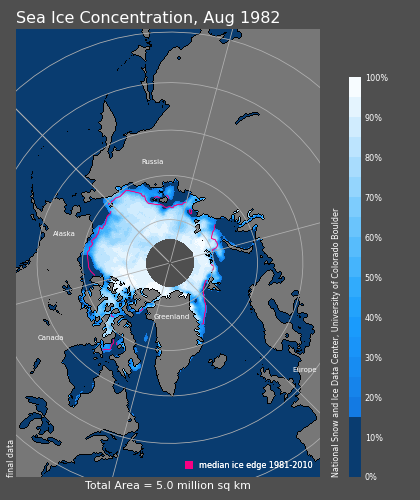 Sea Ice Concentration, Aug 1982
100%
90%
80%
70%
60%
50%
40%
30%
20%
10%
0%
Russia
Alaska
Greenland
Canada
Europe
median ice edge 1981-2010
final data
National Snow and Ice Data Center, University of Colorado Boulder
Total Area = 5.0 million sq km